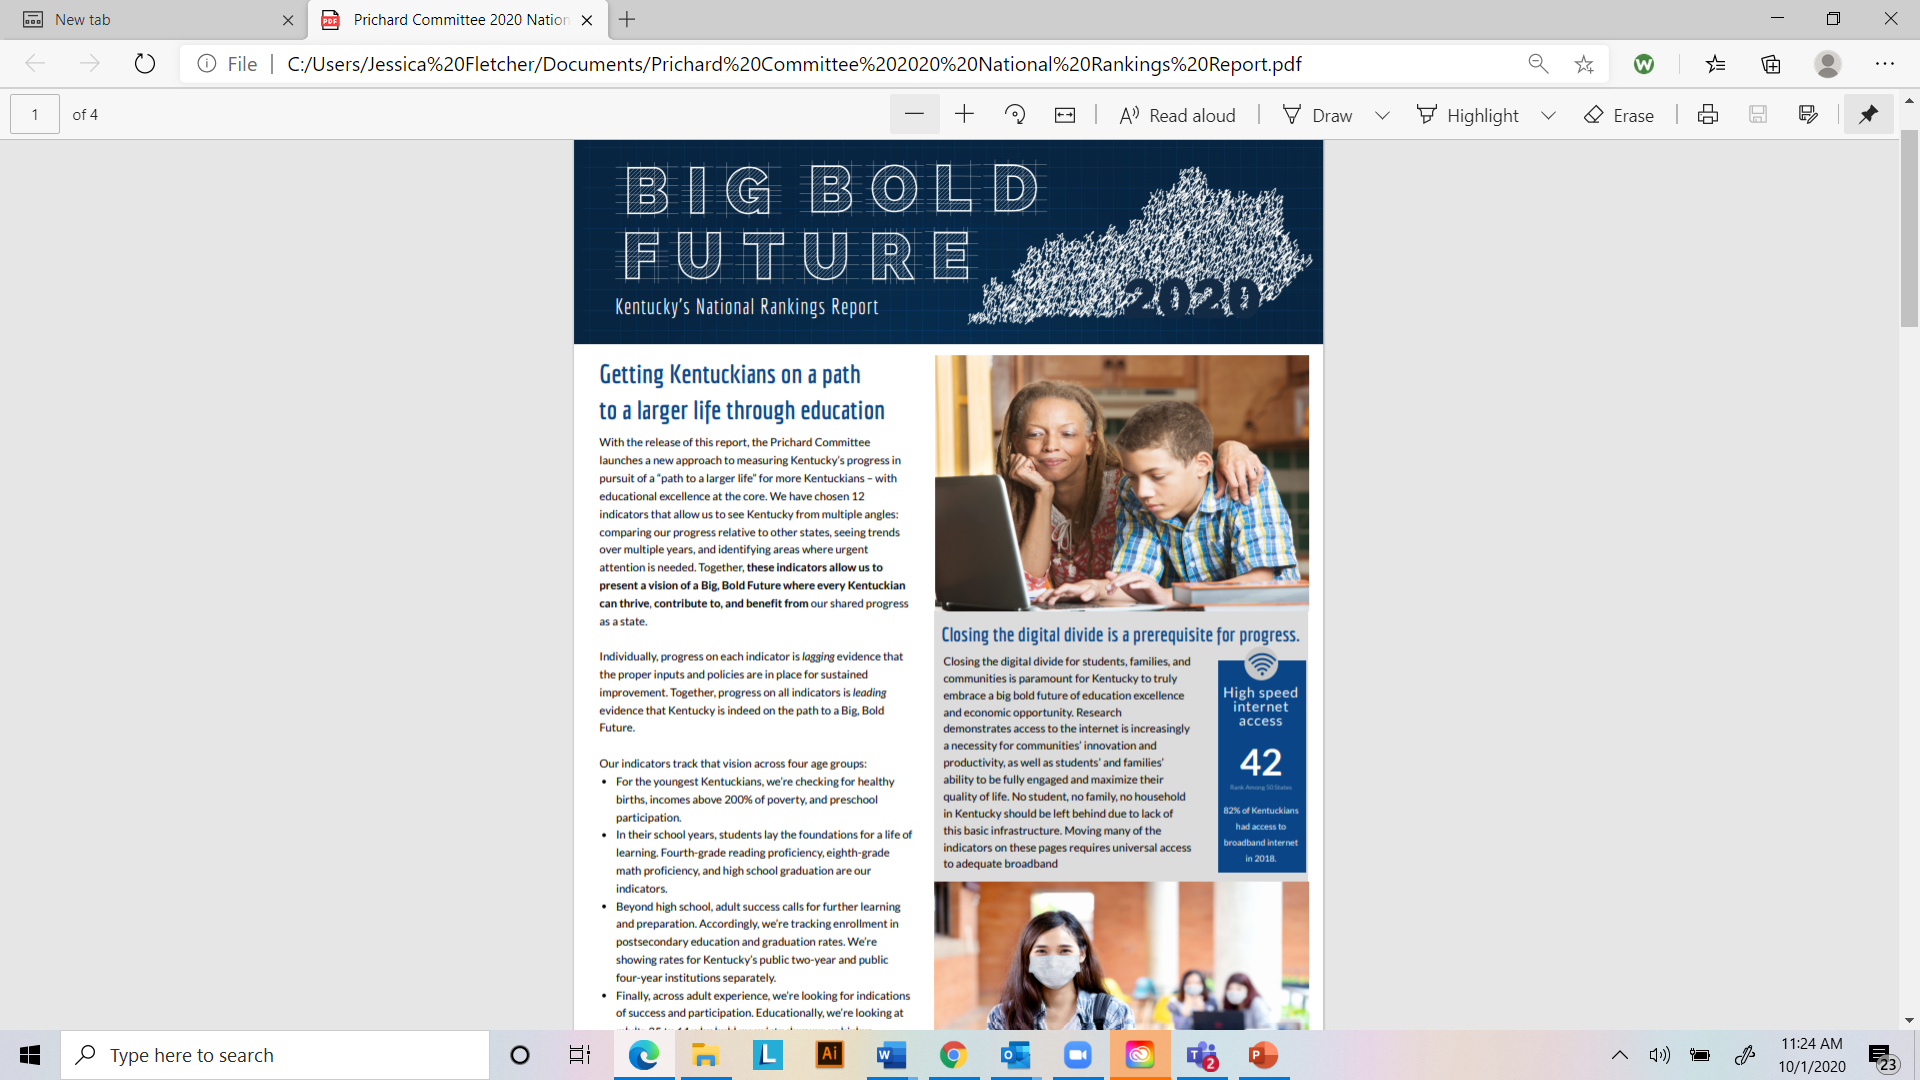 New tab
Prichard Committee 2020 Nation
File
C:/Users/Jessica%20Fletcher/Documents/Prichard%20Committee%202020%20National%20Rankings%20Report.pdf
1 of 4
Read aloud
Draw
Highlight
Erase
BIG BOLD
FUTURE
2020
Kentucky's National Rankings Report
Getting Kentuckians on a path
to a larger life through education
With the release of this report, the Prichard Committee
launches a new approach to measuring Kentucky's progress in
pursuit of a "path to a larger life" for more Kentuckians – with
educational excellence at the core. We have chosen 12
indicators that allow us to see Kentucky from multiple angles:
comparing our progress relative to other states, seeing trends
over multiple years, and identifying areas where urgent
attention is needed. Together, these indicators allow us to
present a vision of a Big, Bold Future where every Kentuckian
can thrive, contribute to, and benefit from our shared progress
as a state.
Individually, progress on each indicator is lagging evidence that
the proper inputs and policies are in place for sustained
improvement. Together, progress on all indicators is leading
evidence that Kentucky is indeed on the path to a Big, Bold
Future.
Our indicators track that vision across four age groups:
• For the youngest Kentuckians, we're checking for healthy
births, incomes above 200% of poverty, and preschool
participation.
• In their school years, students lay the foundations for a life of
learning. Fourth-grade reading proficiency, eighth-grade
math proficiency, and high school graduation are our
indicators.
• Beyond high school, adult success calls for further learning
and preparation. Accordingly, we're tracking enrollment in
postsecondary education and graduation rates. We're
showing rates for Kentucky's public two-year and public
four-year institutions separately.
• Finally, across adult experience, we're looking for indications
of success and participation. Educationally, we're looking at
Closing the digital divide is a prerequisite for progress.
Closing the digital divide for students, families, and
communities is paramount for Kentucky to truly
embrace a big bold future of education excellence
and economic opportunity. Research
demonstrates access to the internet is increasingly
a necessity for communities' innovation and
productivity, as well as students' and families'
ability to be fully engaged and maximize their
quality of life. No student, no family, no household
in Kentucky should be left behind due to lack of
this basic infrastructure. Moving many of the
indicators on these pages requires universal access
to adequate broadband
High speed
internet
access
42
Rank Among 50 States
82% of Kentuckians
had access to
broadband internet
in 2018.
Type here to search
11:24 AM
10/1/2020
23
2